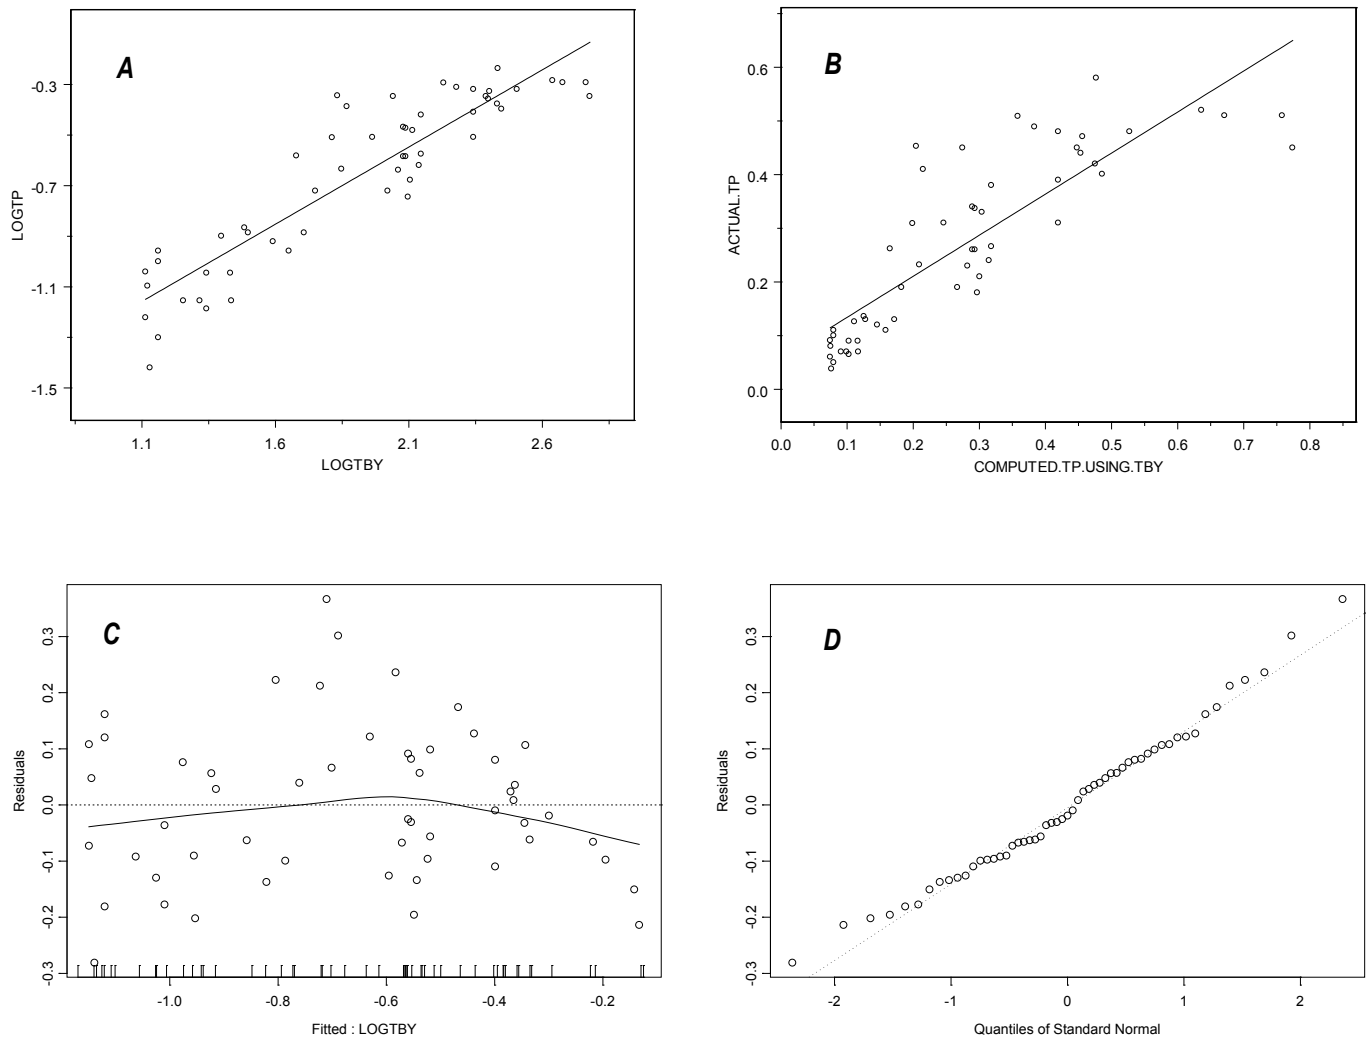 A
LOGTP
-0.3
-0.7
-1.1
-1.5
1.1 1.6 2.1 2.6
LOGTBY
B
ACTUAL.TP
0.6
0.4
0.2
0.0
0.0 0.1 0.2 0.3 0.4 0.5 0.6 0.7 0.8
COMPUTED.TP.USING.TBY
C
Residuals
0.3
0.2
0.1
0.0
-0.1
-0.2
-0.3
-1.0 -0.8 -0.6 -0.4 -0.2
Fitted : LOGTBY
D
Residuals
0.3
0.2
0.1
0.0
-0.1
-0.2
-0.3
-2 -1 0 1 2
Quantiles of Standard Normal